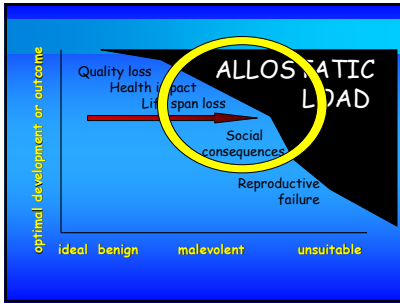 ALLOSTATIC
LOAD
Quality loss
Health impact
Life span loss
Social
consequences
Reproductive
failure
optimal development or outcome
ideal benign malevolent unsuitable